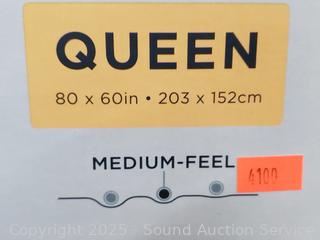 QUEEN
80 x 60in • 203 x 152cm
MEDIUM-FEEL
4100
Copyright 2025 - Sound Auction Service